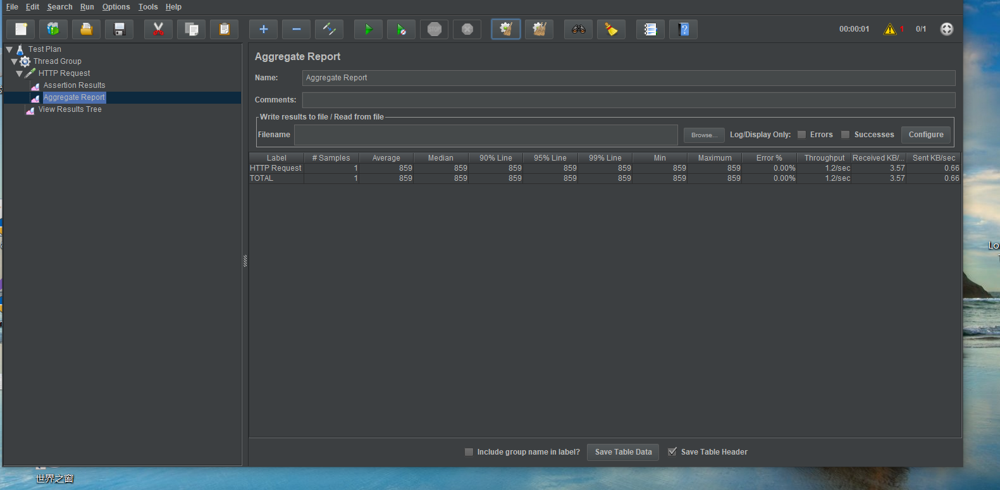 File Edit Search Run Options Tools Help
STOP
00:00:01 1 0/1
Test Plan
Thread Group
HTTP Request
Assertion Results
Aggregate Report
View Results Tree
Aggregate Report
Name: Aggregate Report
Comments:
Write results to file / Read from file
Filename Browse... Log/Display Only: Errors Successes Configure
Label # Samples Average Median 90% Line 95% Line 99% Line Min Maximum Error % Throughput Received KB/... Sent KB/sec
HTTP Request 1 859 859 859 859 859 859 859 0.00% 1.2/sec 3.57 0.66
TOTAL 1 859 859 859 859 859 859 859 0.00% 1.2/sec 3.57 0.66
Include group name in label? Save Table Data Save Table Header
世界之窗
Lo